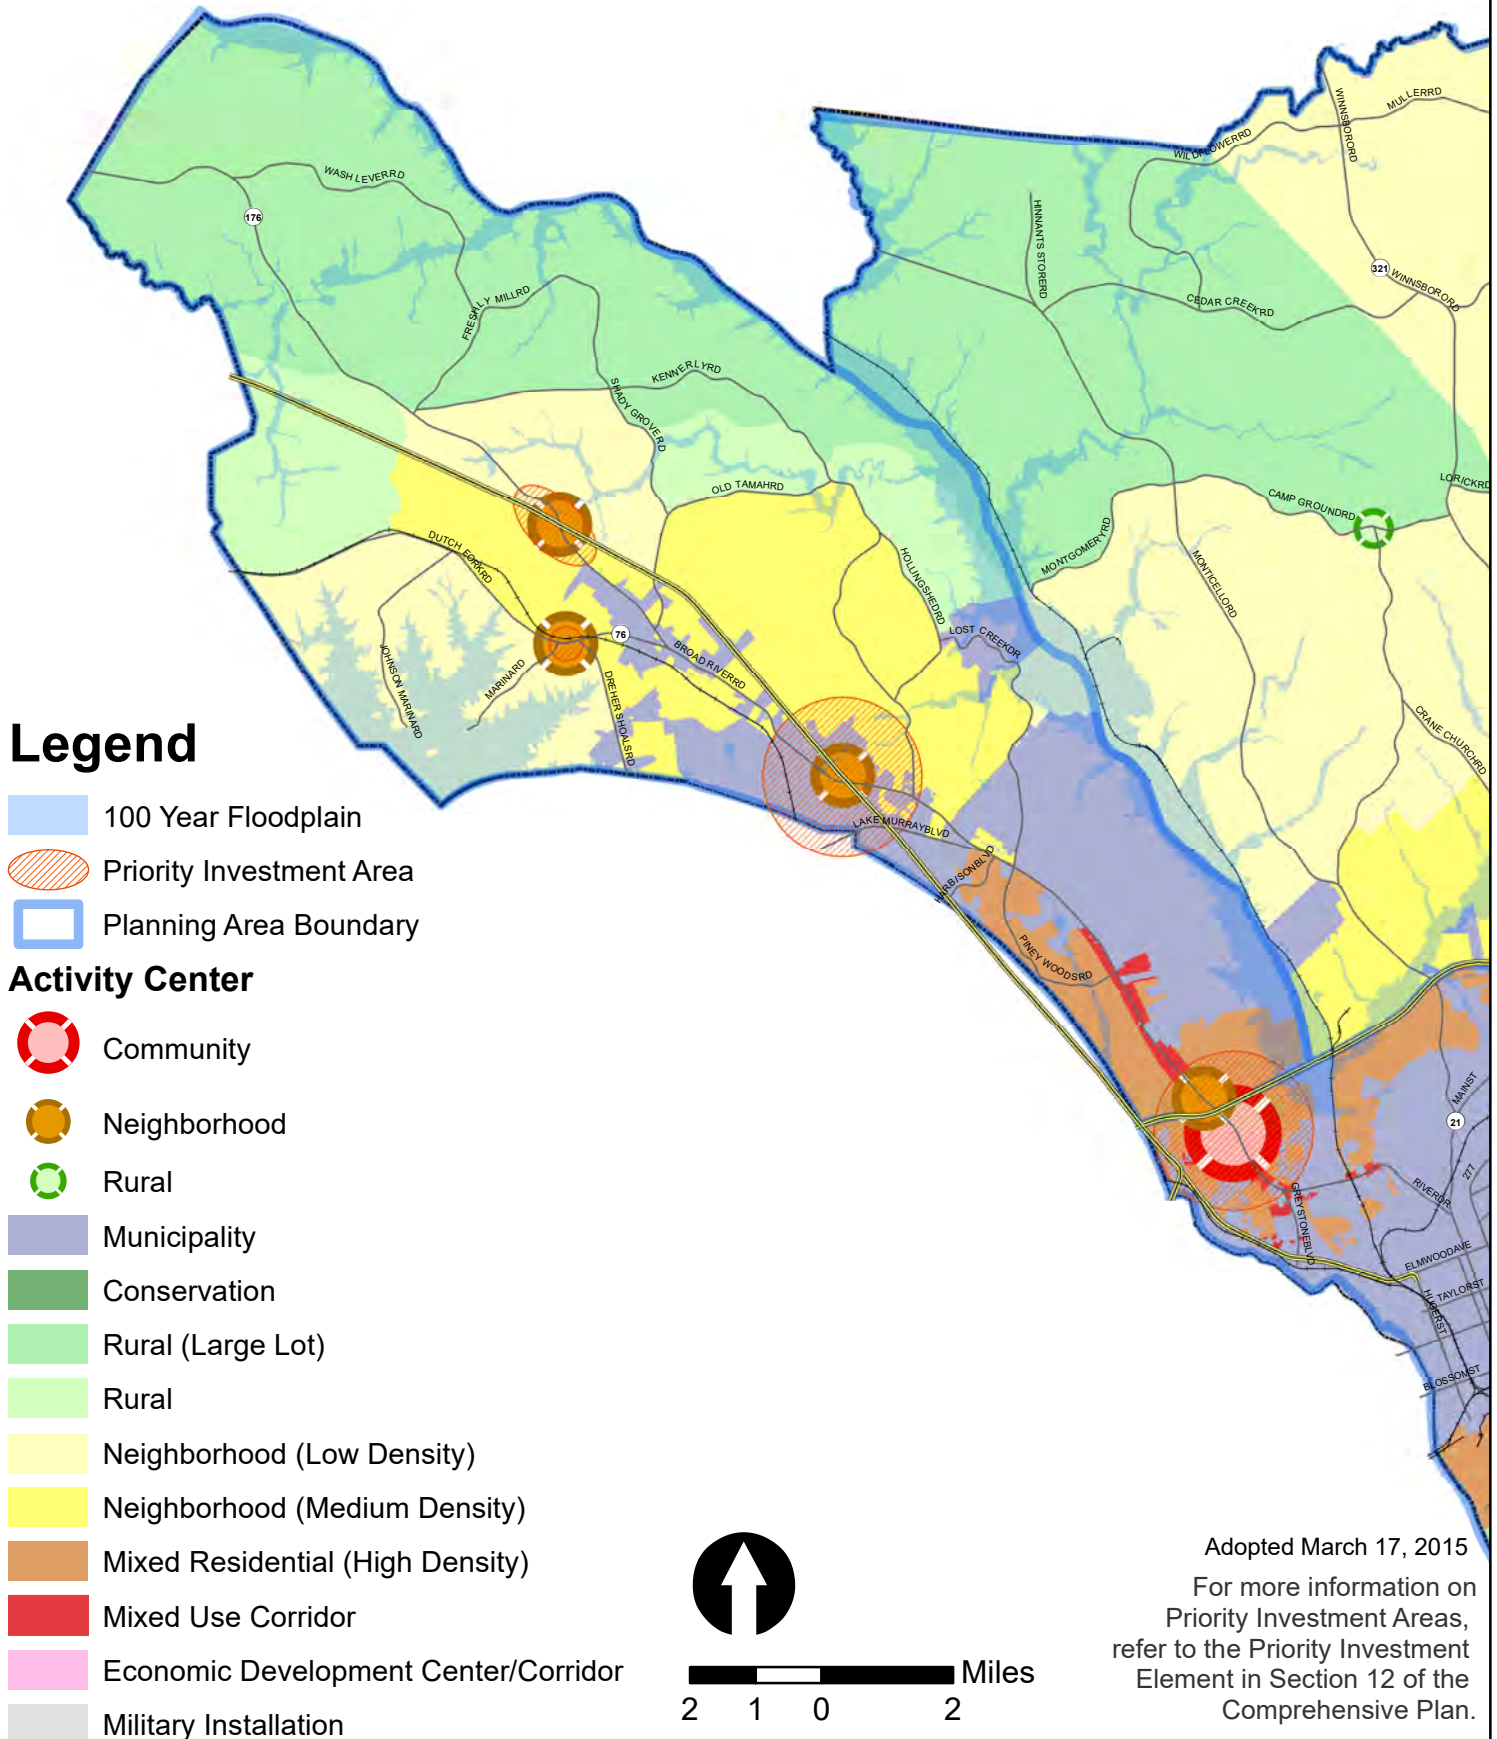 WINNSBORORD
MULLERRD
WILDFLOWERRD
WASH LEVERRD
176
HINNANTS STORERD
321
WINNSBORORD
CEDAR CREEKRD
FRESHLY MILLRD
KENNERLYRD
SHADY GROVERD
OLD TAMAHRD
LORICKRD
CAMP GROUNDRD
DUTCH FORKRD
HOLLINGSHEDRD
MONTGOMERYRD
MONTICELLORD
76
LOST CREEKDR
BROAD RIVERRD
JOHNSON MARINARD
MARINARD
DREHER SHOALSRD
CRANE CHURCHRD
LAKE MURRAYBLVD
HARBISONBLVD
PINEY WOODSRD
MAINST
21
277
RIVERDR
GREYSTONEBLVD
ELMWOODAVE
TAYLORST
HUGERST
BLOSSOMST
Legend
100 Year Floodplain
Priority Investment Area
Planning Area Boundary
Activity Center
Community
Neighborhood
Rural
Municipality
Conservation
Rural (Large Lot)
Rural
Neighborhood (Low Density)
Neighborhood (Medium Density)
Mixed Residential (High Density)
Mixed Use Corridor
Economic Development Center/Corridor
Military Installation
Miles
2 1 0 2
Adopted March 17, 2015
For more information on
Priority Investment Areas,
refer to the Priority Investment
Element in Section 12 of the
Comprehensive Plan.